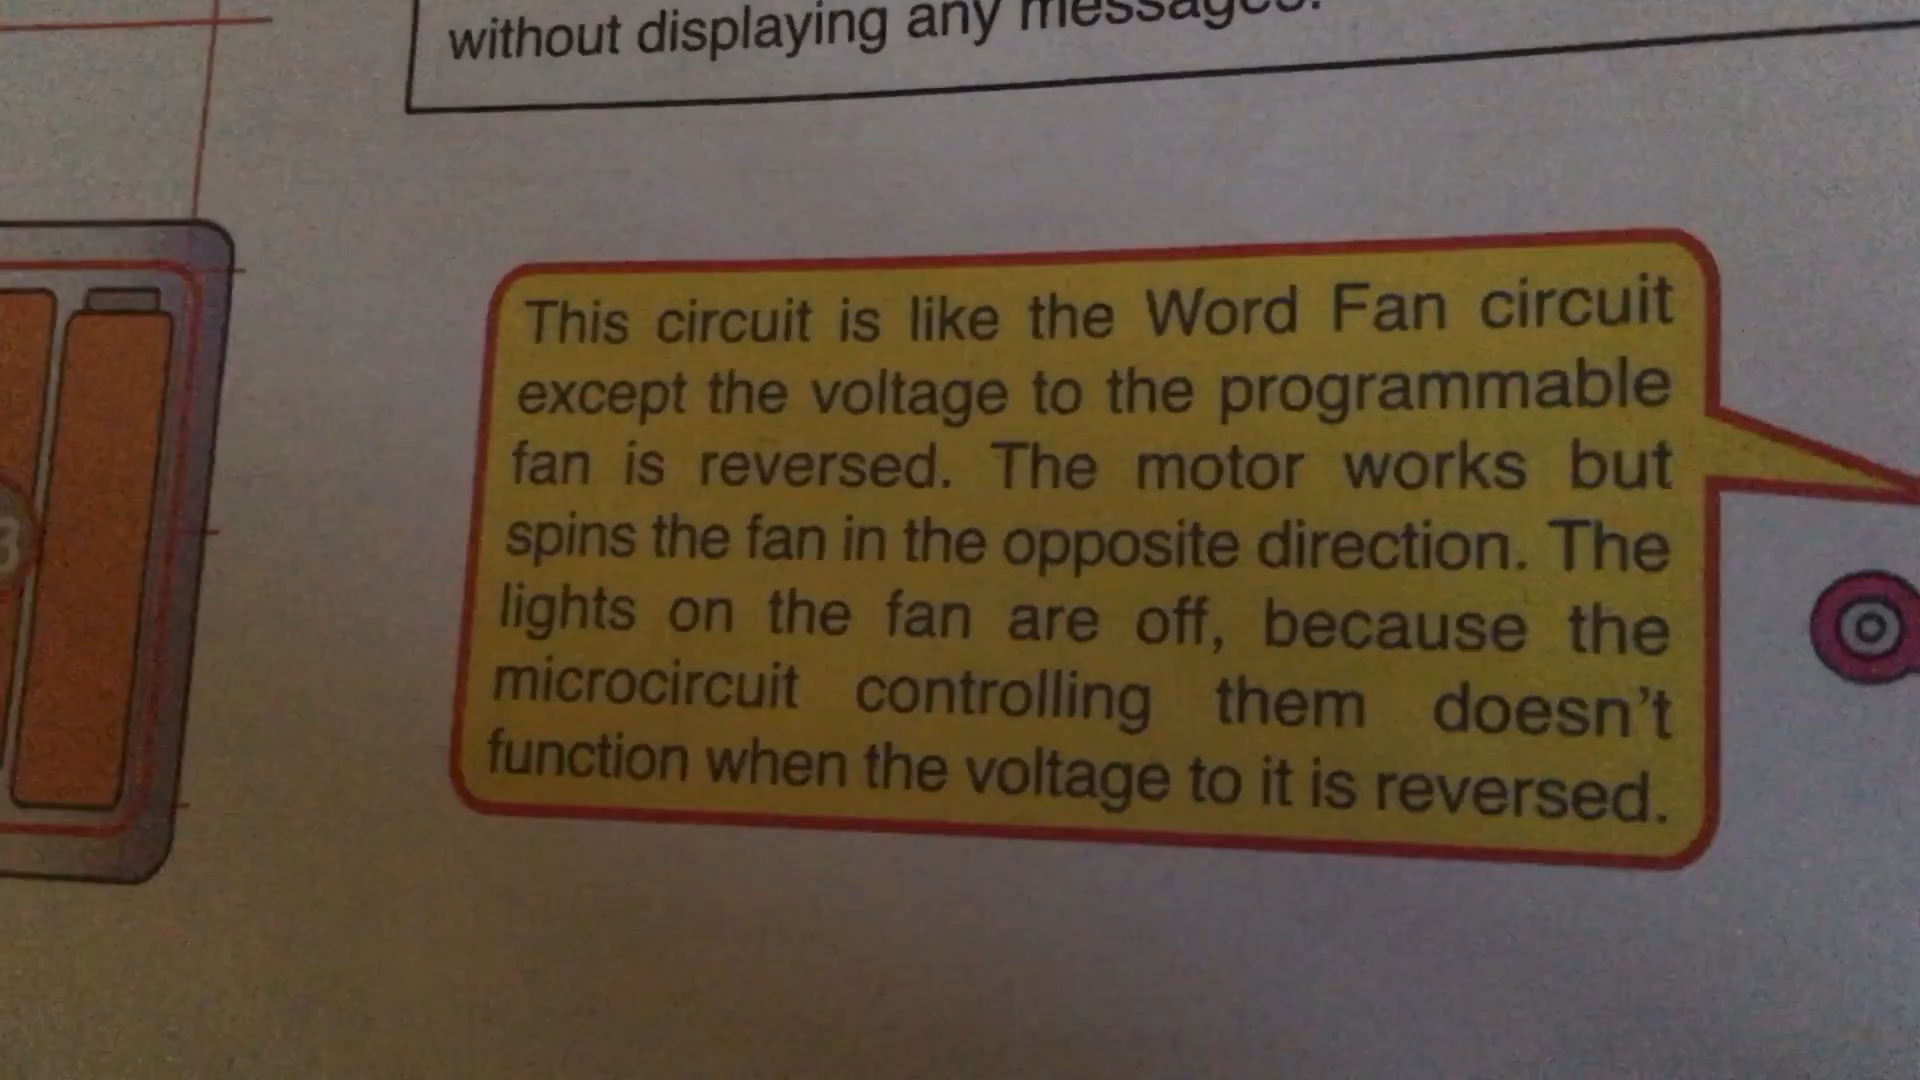 without displaying any messages.
This circuit is like the Word Fan circuit
except the voltage to the programmable
fan is reversed. The motor works but
spins the fan in the opposite direction. The
lights on the fan are off, because the
microcircuit controlling them doesn't
function when the voltage to it is reversed.
3